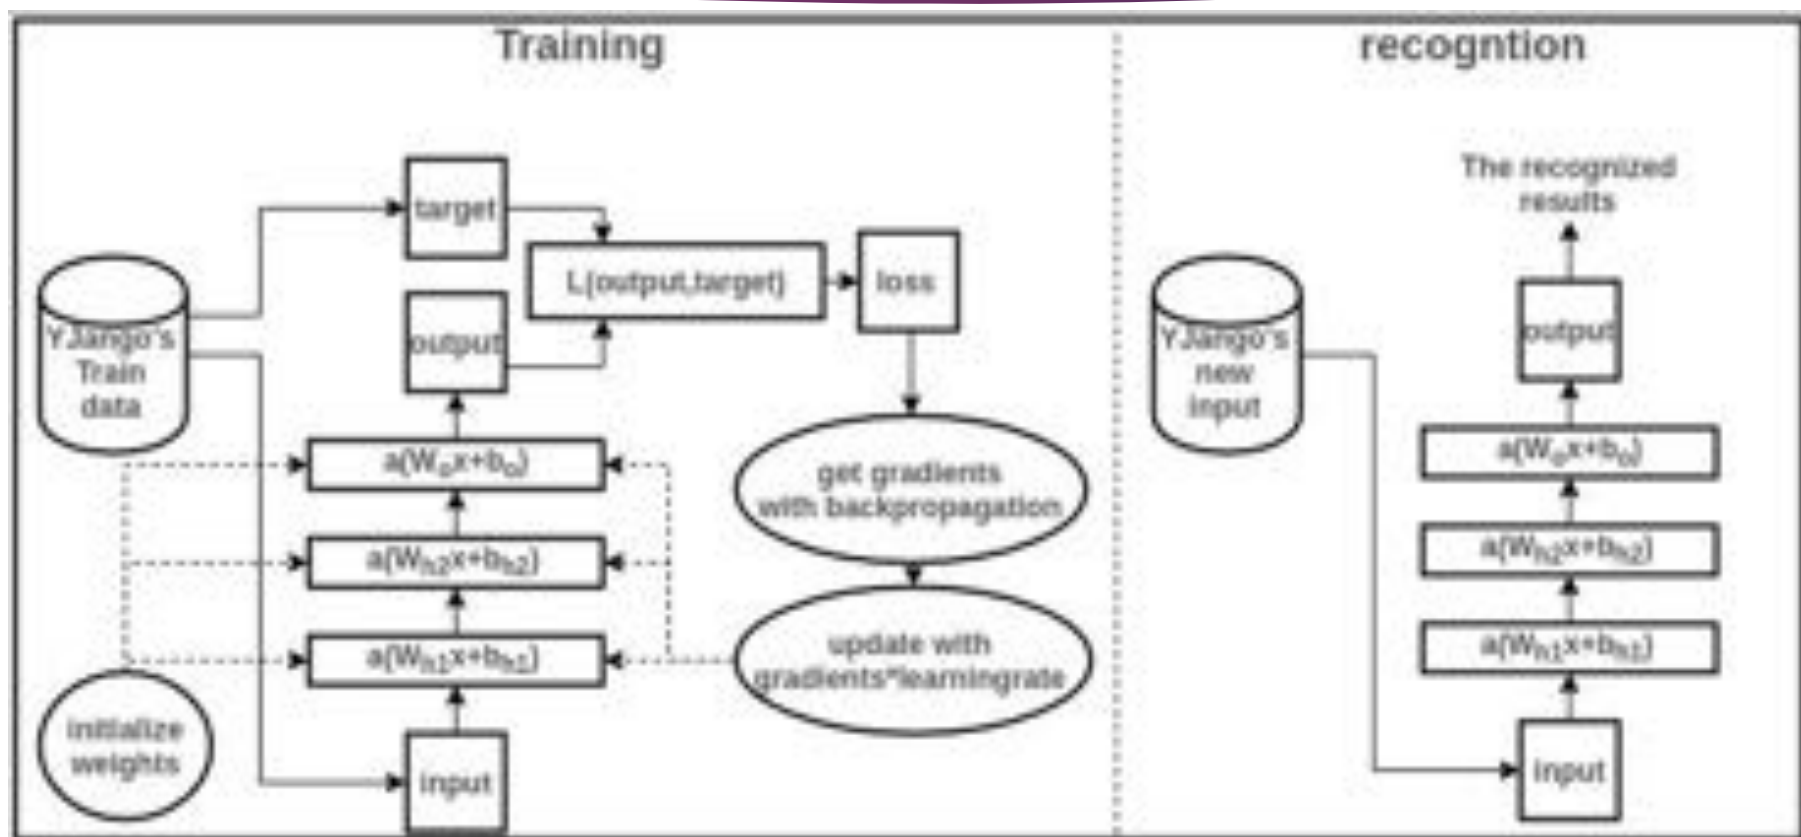 Training
target
L(output,target)
loss
output
YJango's
Train
data
a(Wₒx+bₒ)
get gradients
with backpropagation
a(Wₕ₂x+bₕ₂)
a(Wₕ₁x+bₕ₁)
update with
gradients*learningrate
initialize
weights
input
recogntion
The recognized
results
output
YJango's
new
input
a(Wₒx+bₒ)
a(Wₕ₂x+bₕ₂)
a(Wₕ₁x+bₕ₁)
input